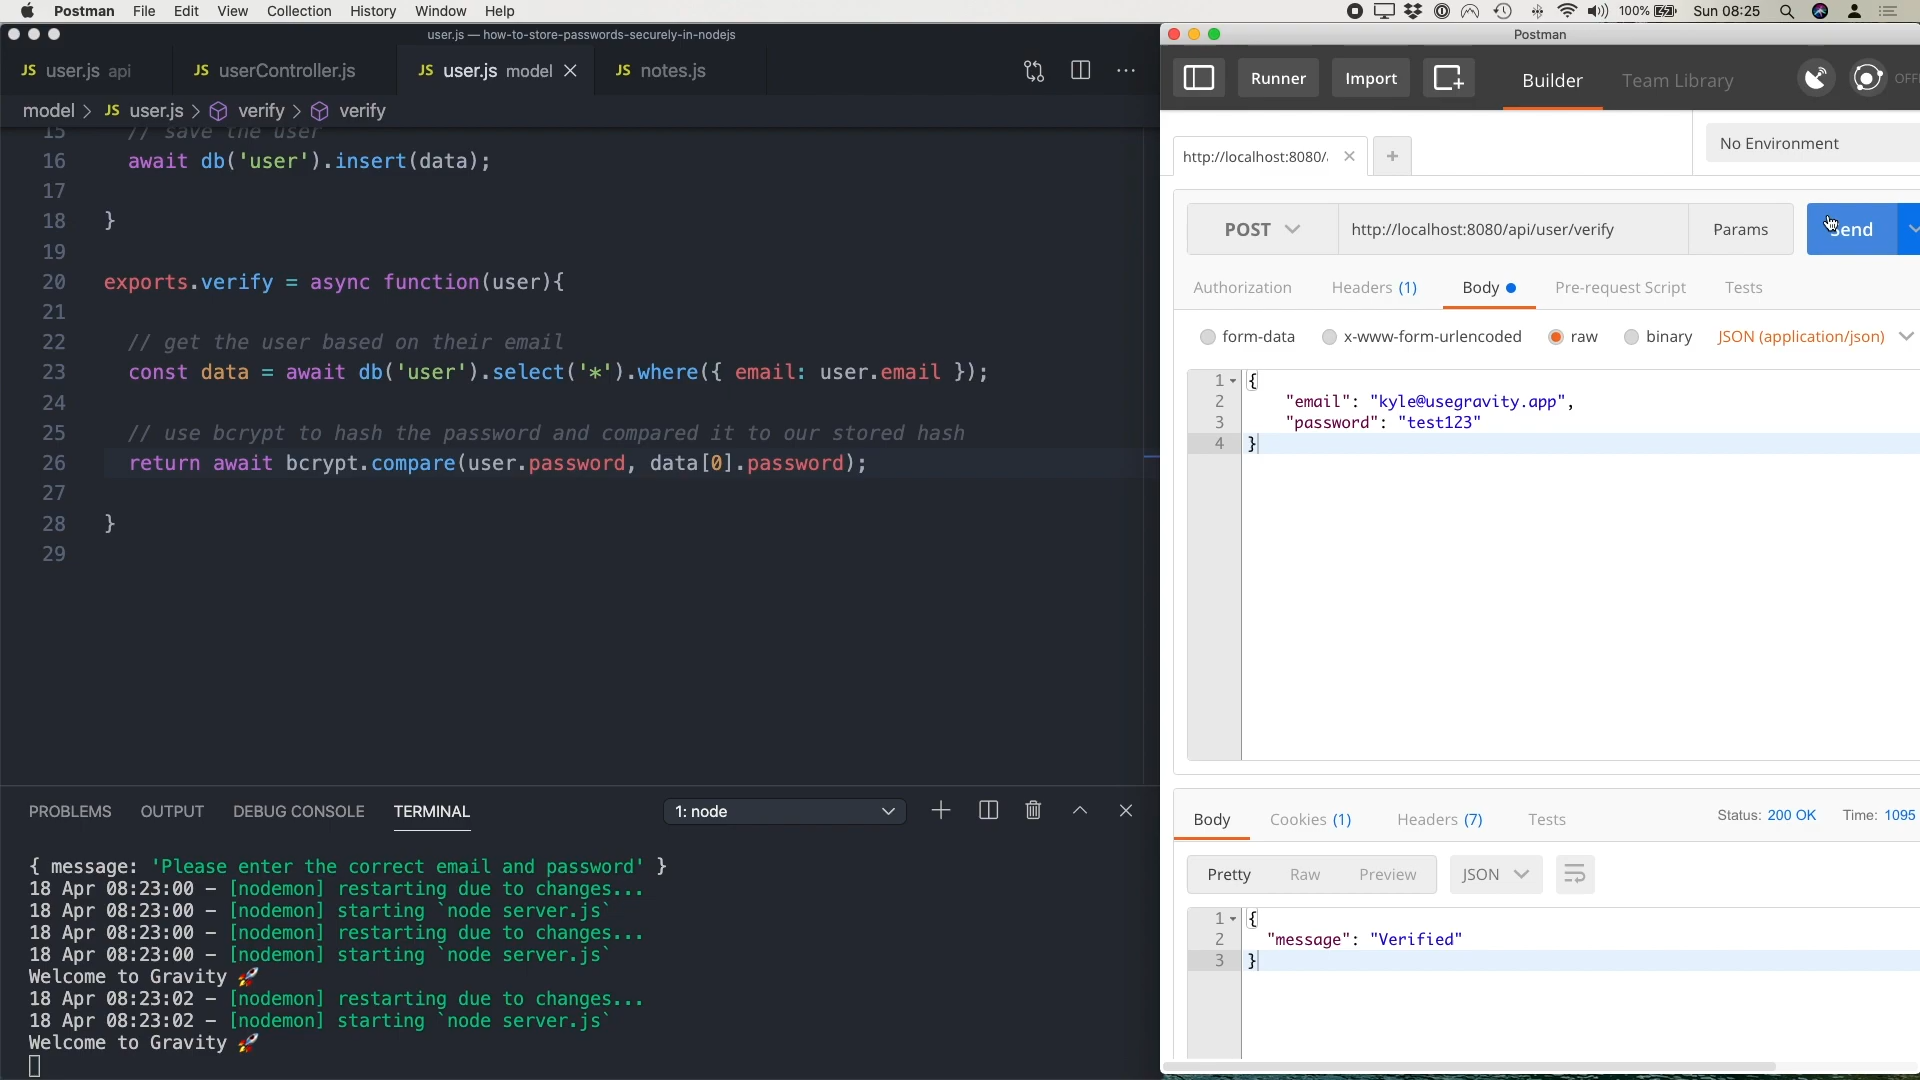 Postman File Edit View Collection History Window Help
100% Sun 08:25
user.js — how-to-store-passwords-securely-in-nodejs
JS user.js api
JS userController.js
JS user.js model
JS notes.js
model > JS user.js > verify > verify
15 // save the user
16 await db('user').insert(data);
17
18 }
19
20 exports.verify = async function(user){
21
22 // get the user based on their email
23 const data = await db('user').select('*').where({ email: user.email });
24
25 // use bcrypt to hash the password and compared it to our stored hash
26 return await bcrypt.compare(user.password, data[0].password);
27
28 }
29
PROBLEMS OUTPUT DEBUG CONSOLE TERMINAL
1: node
{ message: 'Please enter the correct email and password' }
18 Apr 08:23:00 – [nodemon] restarting due to changes...
18 Apr 08:23:00 – [nodemon] starting `node server.js`
18 Apr 08:23:00 – [nodemon] restarting due to changes...
18 Apr 08:23:00 – [nodemon] starting `node server.js`
Welcome to Gravity 🚀
18 Apr 08:23:02 – [nodemon] restarting due to changes...
18 Apr 08:23:02 – [nodemon] starting `node server.js`
Welcome to Gravity 🚀
Postman
Runner Import Builder Team Library
http://localhost:8080/
No Environment
POST http://localhost:8080/api/user/verify Params Send
Authorization Headers (1) Body Pre-request Script Tests
form-data x-www-form-urlencoded raw binary JSON (application/json)
1 {
2 "email": "kyle@usegravity.app",
3 "password": "test123"
4 }
Body Cookies (1) Headers (7) Tests Status: 200 OK Time: 1095
Pretty Raw Preview JSON
1 {
2 "message": "Verified"
3 }